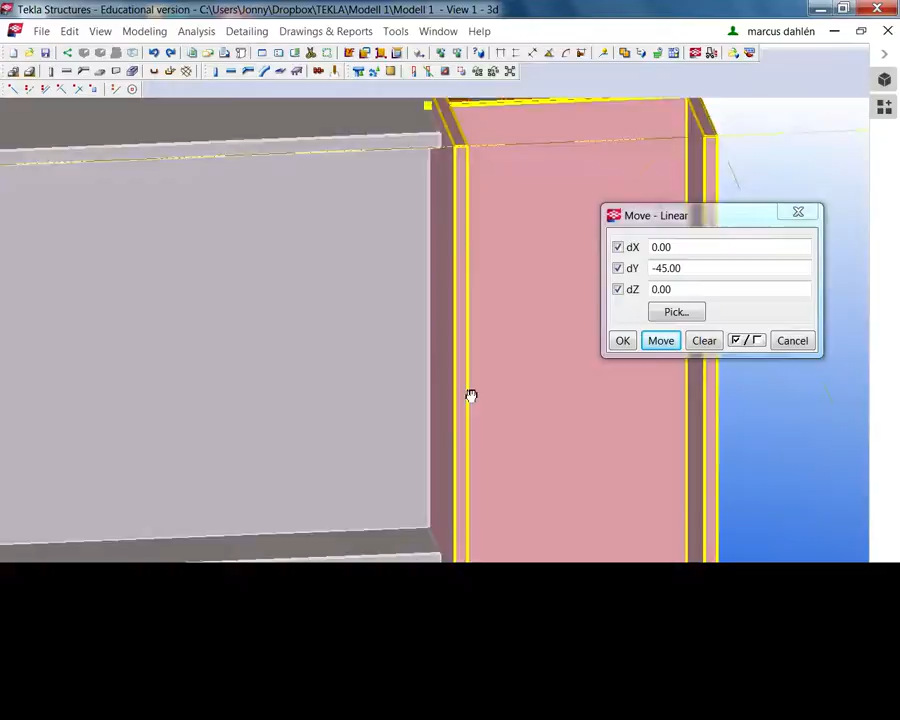 Tekla Structures - Educational version - C:\Users\Jonny\Dropbox\TEKLA\Modell 1\Modell 1 - View 1 - 3d
File Edit View Modeling Analysis Detailing Drawings & Reports Tools Window Help marcus dahlén
Move - Linear
dX 0.00
dY -45.00
dZ 0.00
Pick...
OK Move Clear / Cancel